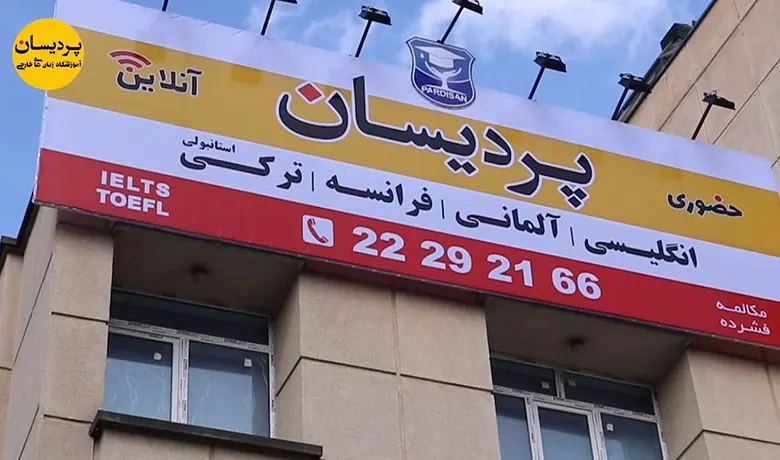 پردیسان
آموزشگاه زبان های خارجی
PARDISAN
حضوری
پردیسان
آنلاین
انگلیسی | آلمانی | فرانسه | ترکی استانبولی
مکالمه
فشرده
22 29 21 66
IELTS
TOEFL